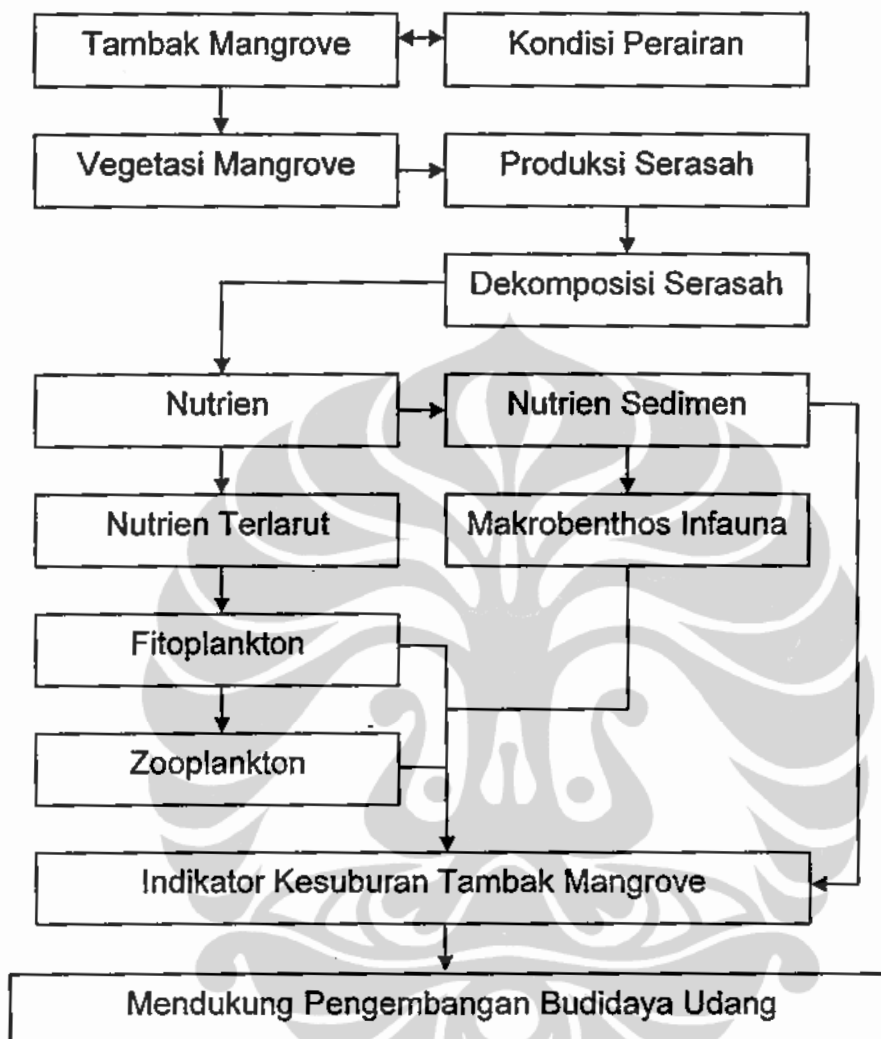 Tambak Mangrove
Kondisi Perairan
Vegetasi Mangrove
Produksi Serasah
Dekomposisi Serasah
Nutrien
Nutrien Sedimen
Nutrien Terlarut
Makrobenthos Infauna
Fitoplankton
Zooplankton
Indikator Kesuburan Tambak Mangrove
Mendukung Pengembangan Budidaya Udang